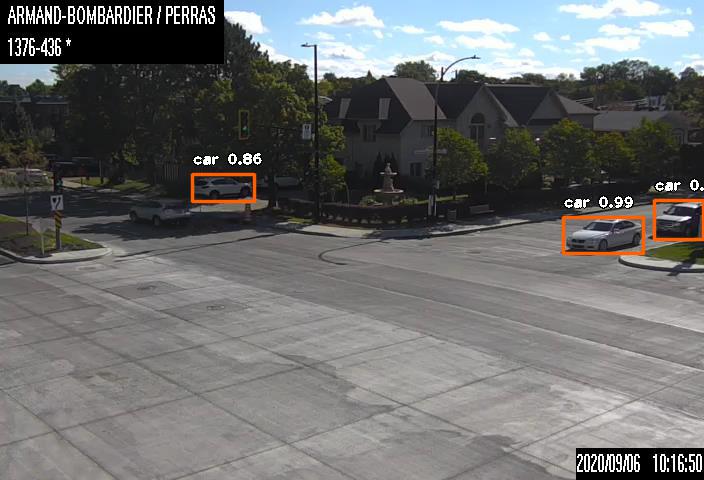 ARMAND-BOMBARDIER / PERRAS
1376-436 *
car 0.86
car 0.99
car 0.
2020/09/06 10:16:50